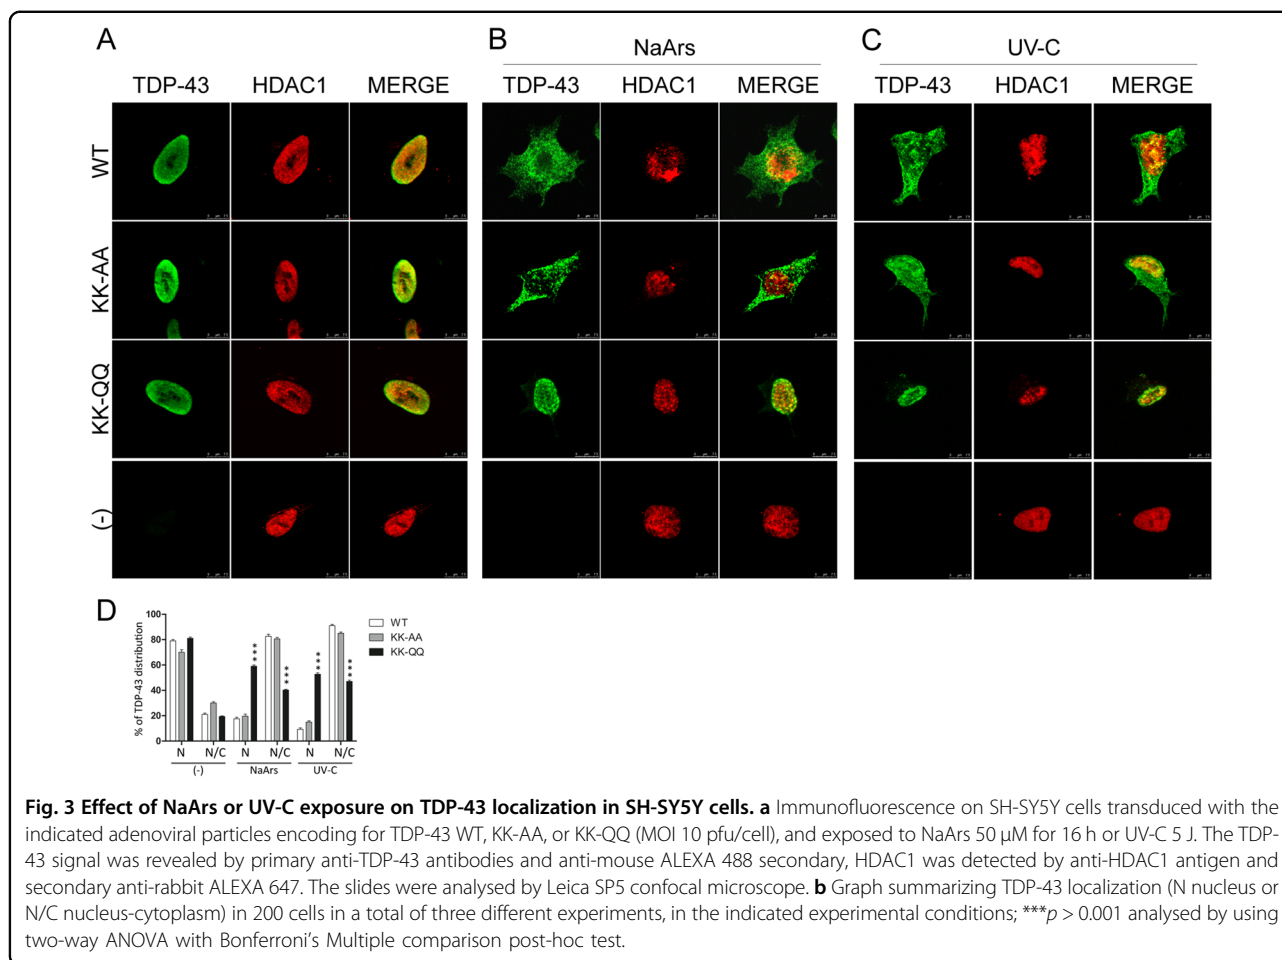 A
B
C
NaArs
UV-C
TDP-43 HDAC1 MERGE
TDP-43 HDAC1 MERGE
TDP-43 HDAC1 MERGE
WT
KK-AA
KK-QQ
(-)
D
% of TDP-43 distribution
100
80
60
40
20
0
***
***
***
***
WT
KK-AA
KK-QQ
N N/C N N/C N N/C
(-) NaArs UV-C
Fig. 3 Effect of NaArs or UV-C exposure on TDP-43 localization in SH-SY5Y cells. a Immunofluorescence on SH-SY5Y cells transduced with the
indicated adenoviral particles encoding for TDP-43 WT, KK-AA, or KK-QQ (MOI 10 pfu/cell), and exposed to NaArs 50 μM for 16 h or UV-C 5 J. The TDP-
43 signal was revealed by primary anti-TDP-43 antibodies and anti-mouse ALEXA 488 secondary, HDAC1 was detected by anti-HDAC1 antigen and
secondary anti-rabbit ALEXA 647. The slides were analysed by Leica SP5 confocal microscope. b Graph summarizing TDP-43 localization (N nucleus or
N/C nucleus-cytoplasm) in 200 cells in a total of three different experiments, in the indicated experimental conditions; ***p > 0.001 analysed by using
two-way ANOVA with Bonferroni's Multiple comparison post-hoc test.